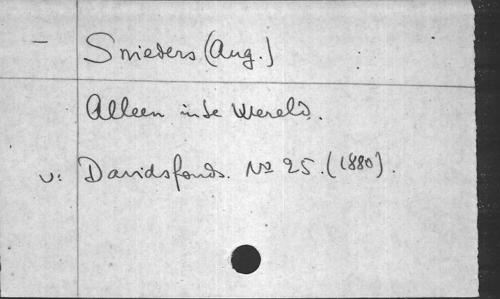 — Snieders (Aug.)
Alleen in de Wereld.
v: Davidsfonds. No 25. (1880).